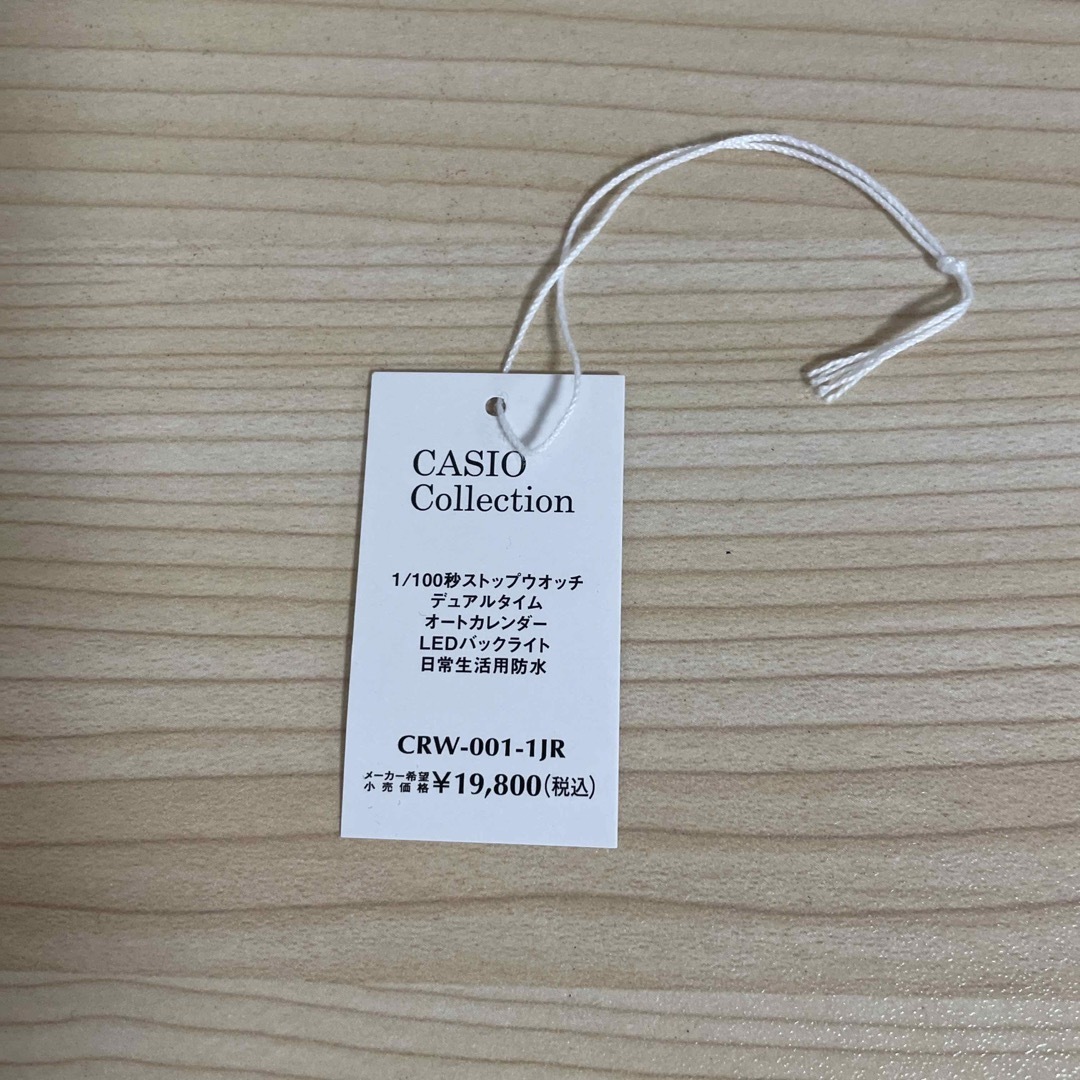 CASIO
Collection
1/100秒ストップウオッチ
デュアルタイム
オートカレンダー
LEDバックライト
日常生活用防水
CRW-001-1JR
メーカー希望
小売価格 ¥19,800(税込)